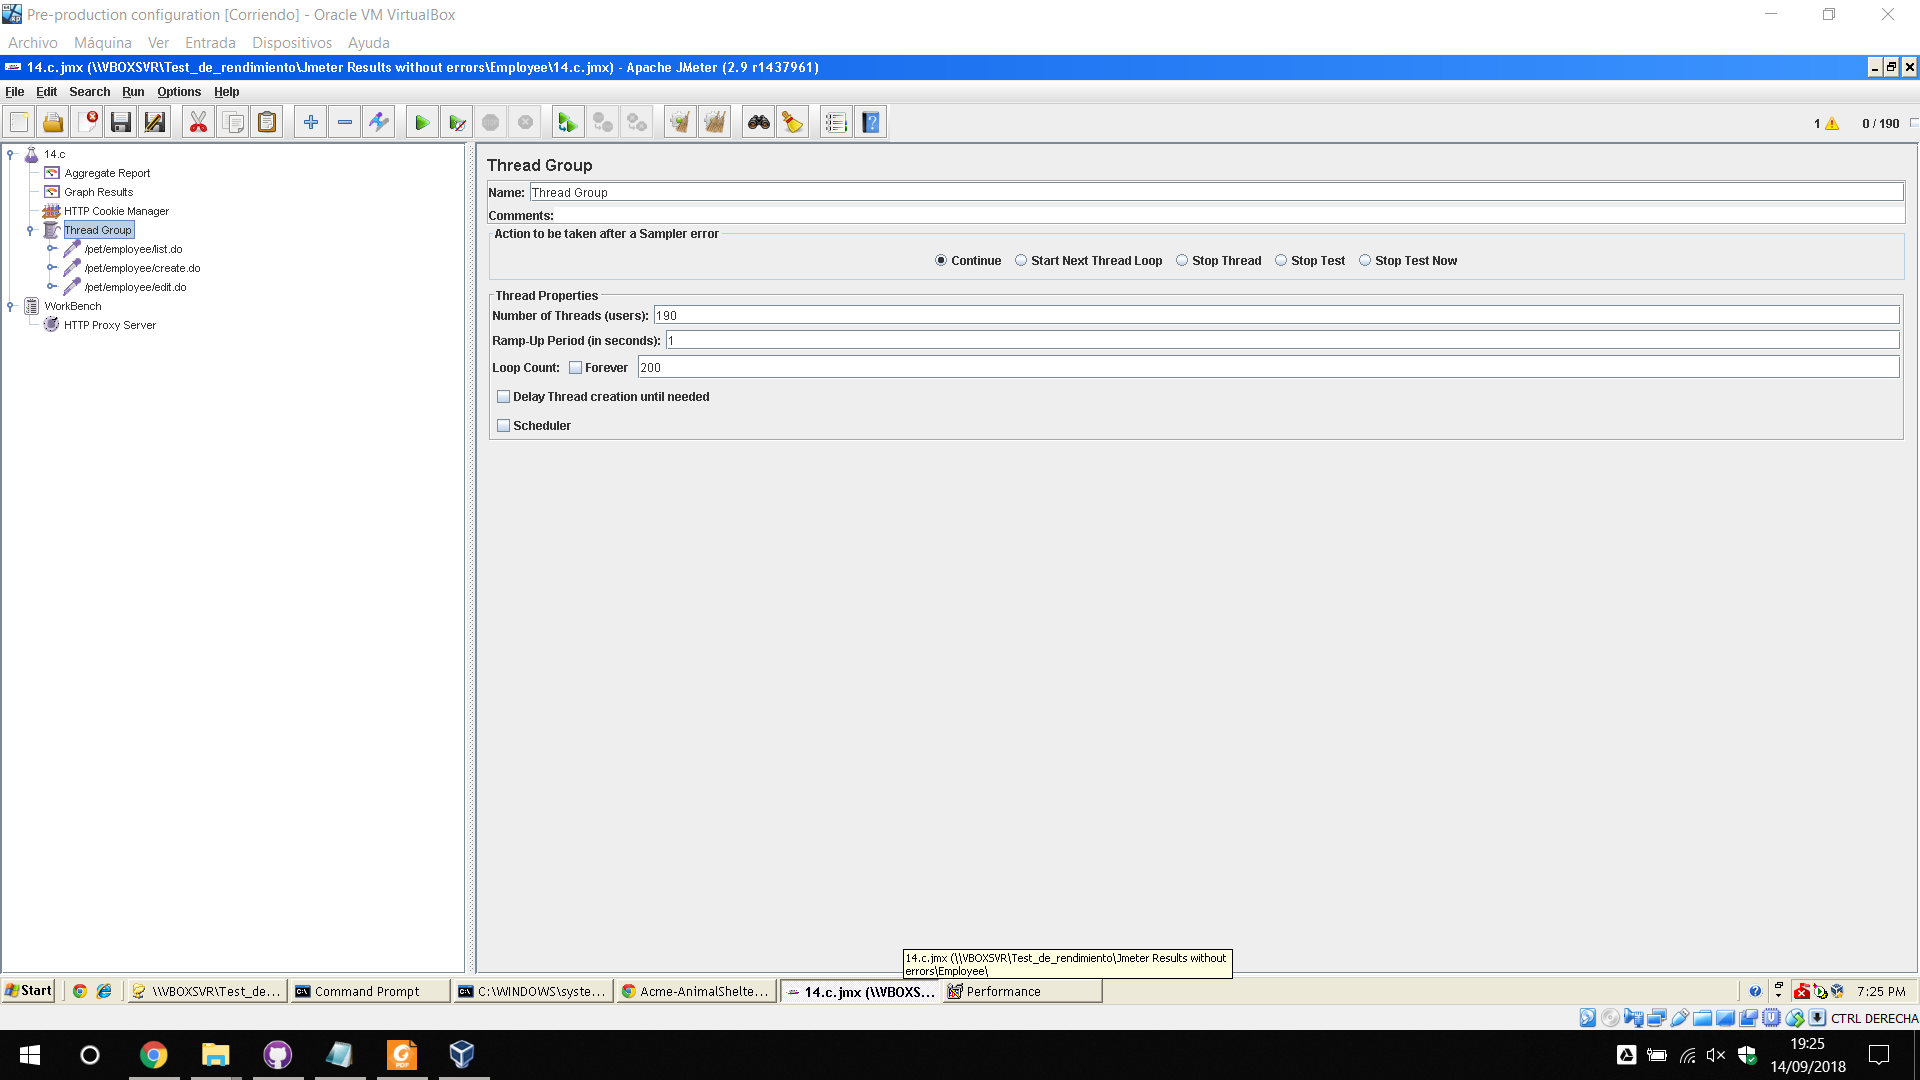 Pre-production configuration [Corriendo] - Oracle VM VirtualBox
Archivo Máquina Ver Entrada Dispositivos Ayuda
14.c.jmx (\\VBOXSVR\Test_de_rendimiento\Jmeter Results without errors\Employee\14.c.jmx) - Apache JMeter (2.9 r1437961)
File Edit Search Run Options Help
1 0 / 190
14.c
Aggregate Report
Graph Results
HTTP Cookie Manager
Thread Group
/pet/employee/list.do
/pet/employee/create.do
/pet/employee/edit.do
WorkBench
HTTP Proxy Server
Thread Group
Name: Thread Group
Comments:
Action to be taken after a Sampler error
Continue Start Next Thread Loop Stop Thread Stop Test Stop Test Now
Thread Properties
Number of Threads (users): 190
Ramp-Up Period (in seconds): 1
Loop Count: Forever 200
Delay Thread creation until needed
Scheduler
14.c.jmx (\\VBOXSVR\Test_de_rendimiento\Jmeter Results without
errors\Employee\
Start \\VBOXSVR\Test_de... Command Prompt C:\WINDOWS\syste... Acme-AnimalShelte... 14.c.jmx (\\VBOXS... Performance 7:25 PM
CTRL DERECHA
19:25
14/09/2018